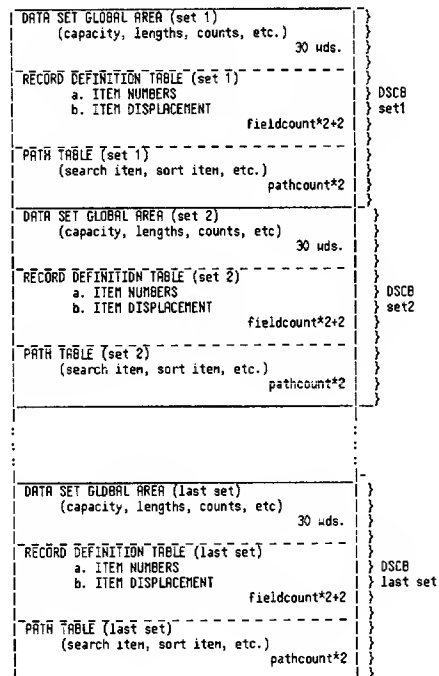 DATA SET GLOBAL AREA (set 1)
(capacity, lengths, counts, etc.)
30 wds.
RECORD DEFINITION TABLE (set 1)
a. ITEM NUMBERS
b. ITEM DISPLACEMENT
fieldcount*2+2
DSCB
set1
PATH TABLE (set 1)
(search item, sort item, etc.)
pathcount*2
DATA SET GLOBAL AREA (set 2)
(capacity, lengths, counts, etc)
30 wds.
RECORD DEFINITION TABLE (set 2)
a. ITEM NUMBERS
b. ITEM DISPLACEMENT
fieldcount*2+2
DSCB
set2
PATH TABLE (set 2)
(search item, sort item, etc.)
pathcount*2
DATA SET GLOBAL AREA (last set)
(capacity, lengths, counts, etc)
30 wds.
RECORD DEFINITION TABLE (last set)
a. ITEM NUMBERS
b. ITEM DISPLACEMENT
fieldcount*2+2
DSCB
last set
PATH TABLE (last set)
(search item, sort item, etc.)
pathcount*2